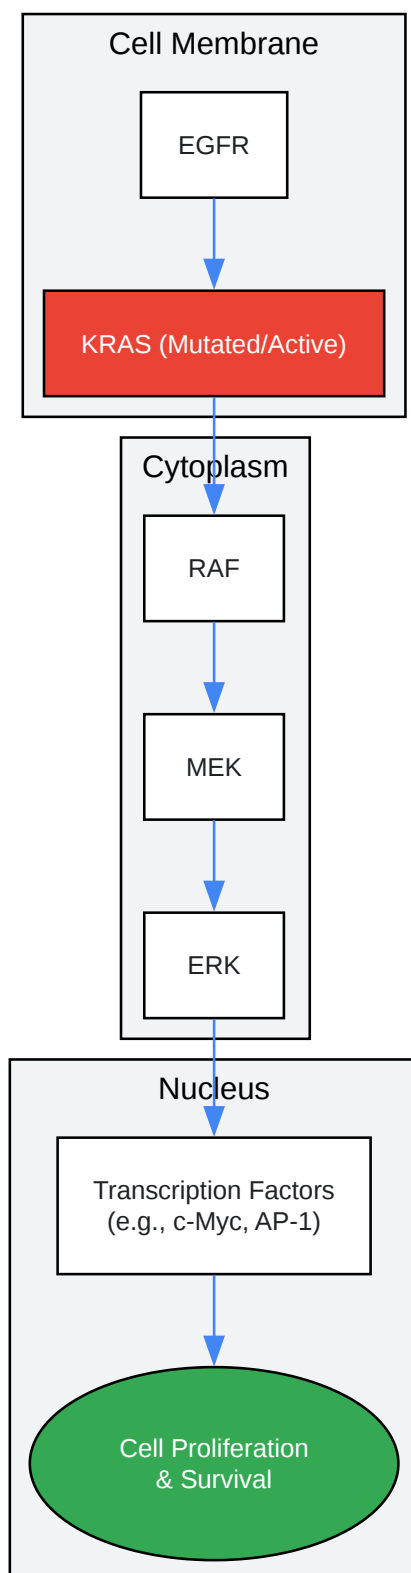 Cell Membrane
EGFR
KRAS (Mutated/Active)
Cytoplasm
RAF
MEK
ERK
Nucleus
Transcription Factors
(e.g., c-Myc, AP-1)
Cell Proliferation
& Survival